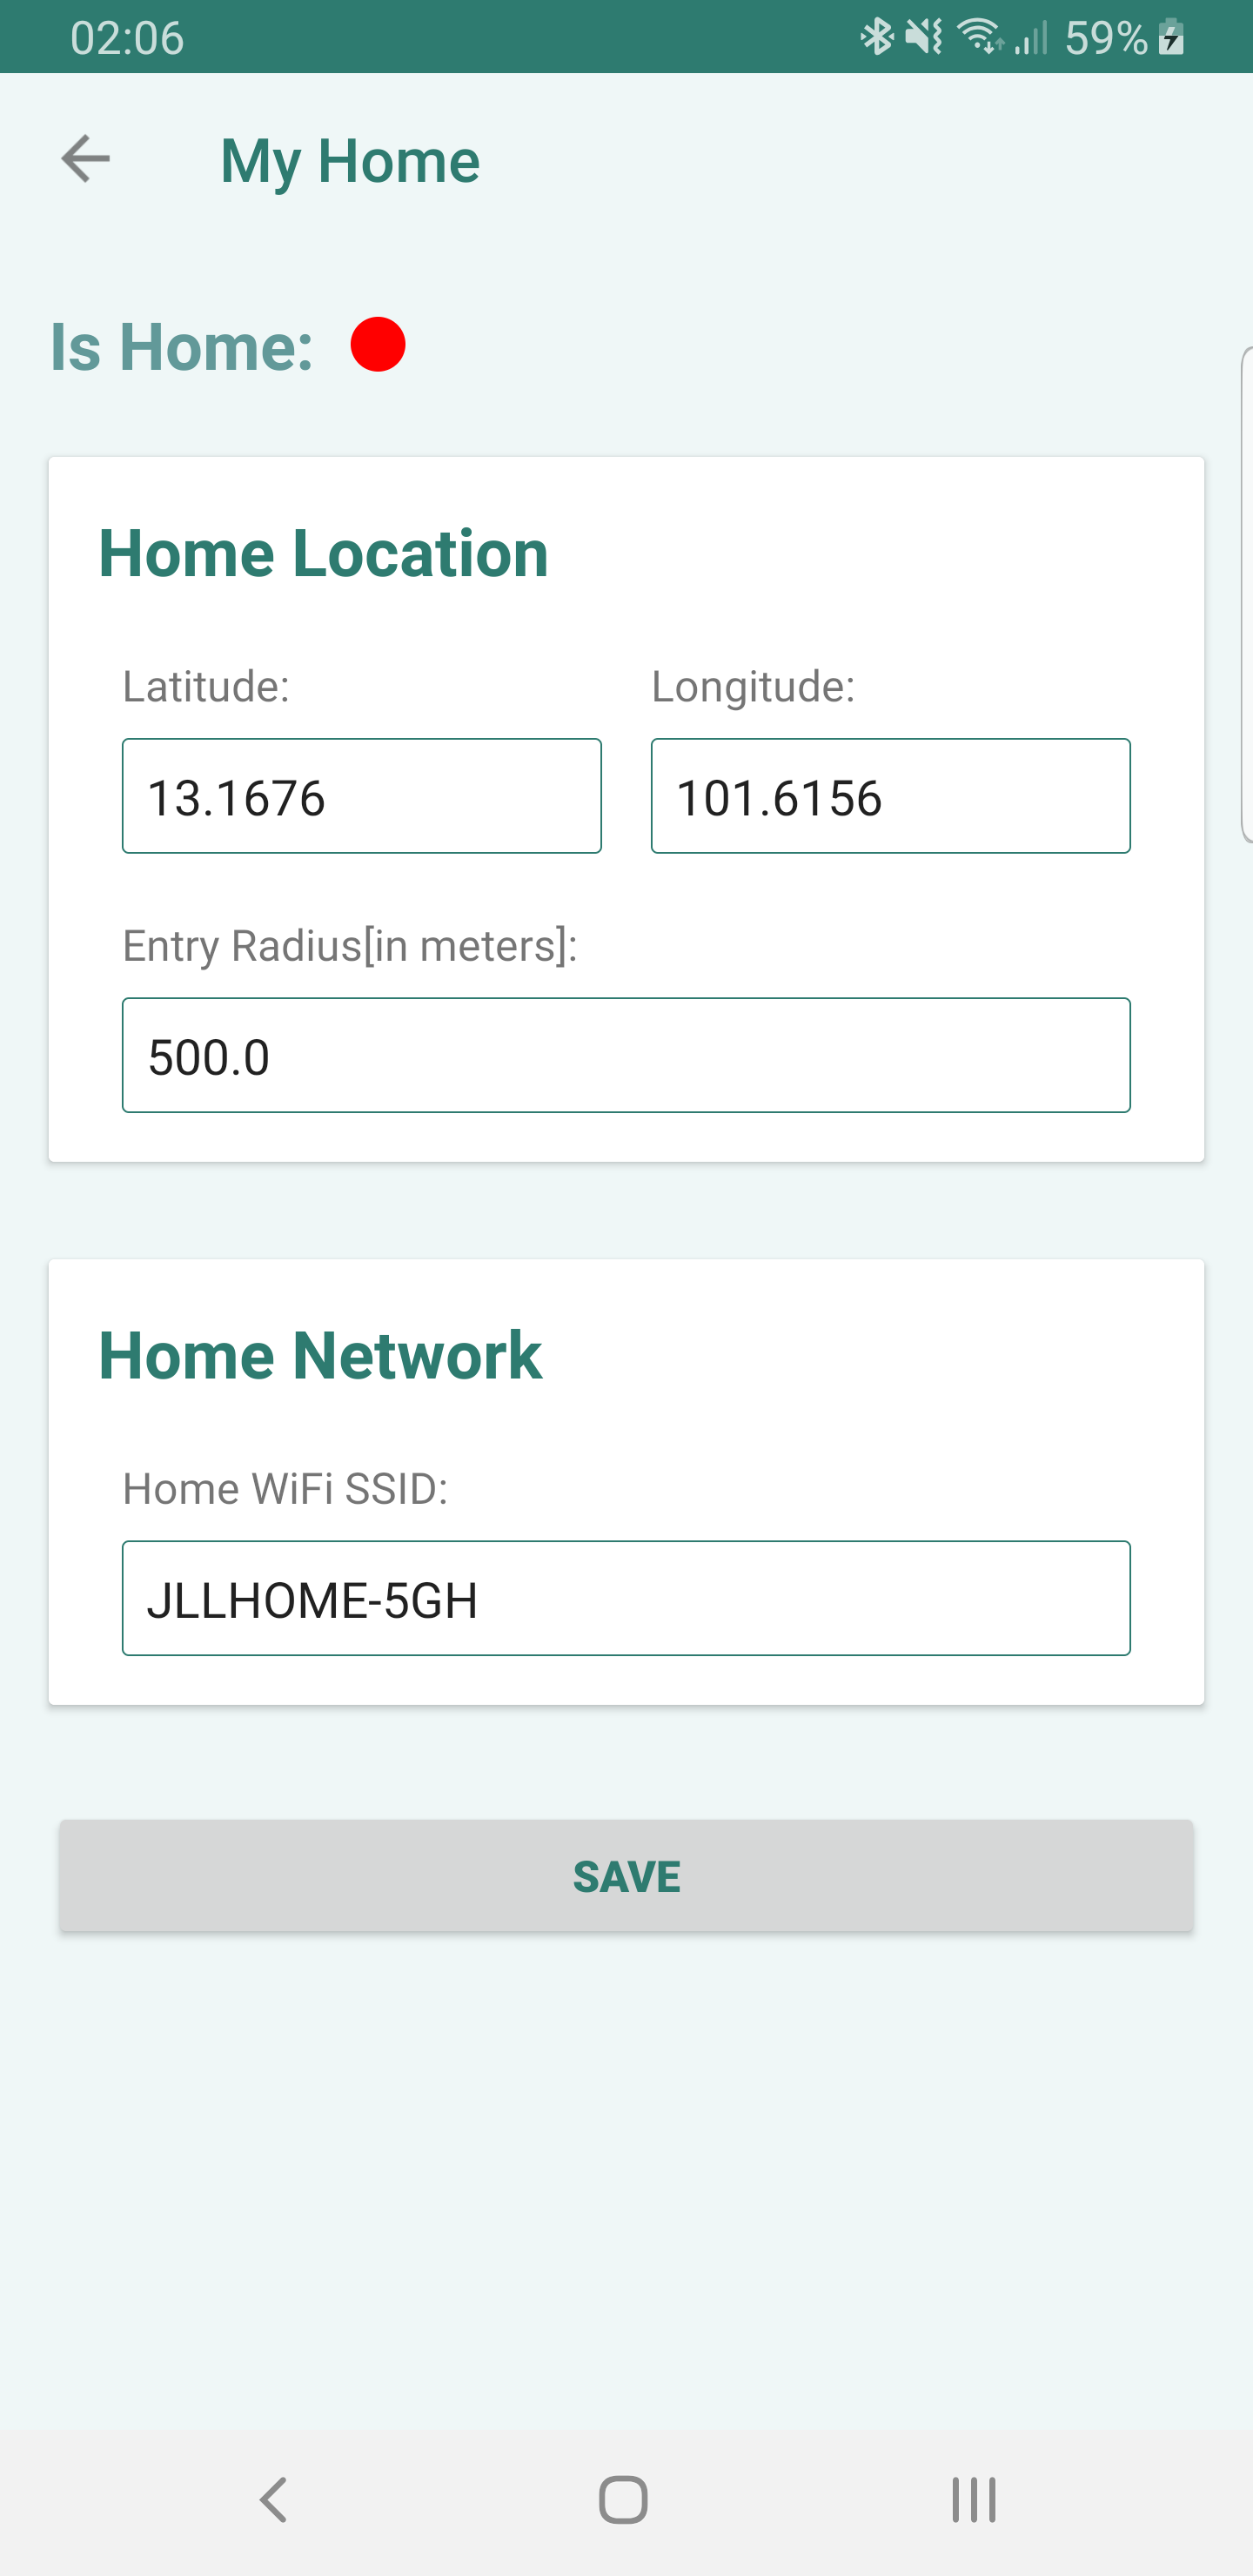 02:06 59%
My Home
Is Home:
Home Location
Latitude: Longitude:
13.1676 101.6156
Entry Radius[in meters]:
500.0
Home Network
Home WiFi SSID:
JLLHOME-5GH
SAVE